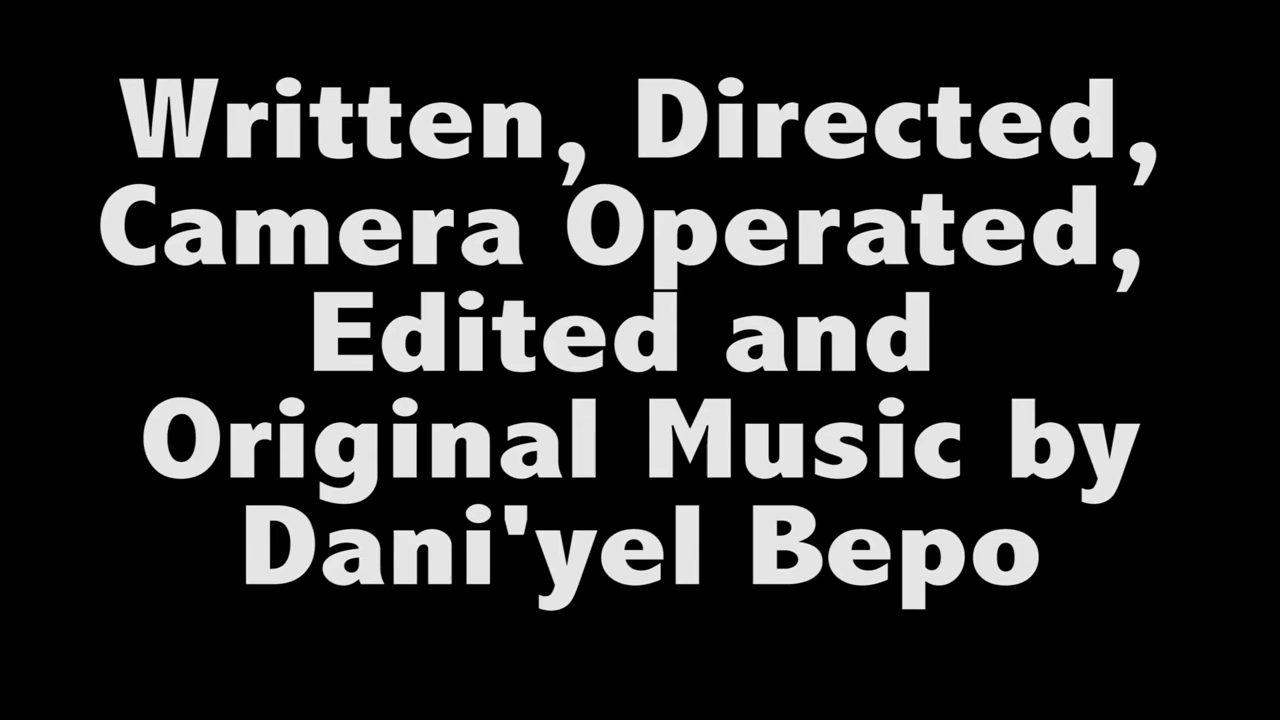 Written, Directed,
Camera Operated,
Edited and
Original Music by
Dani'yel Bepo